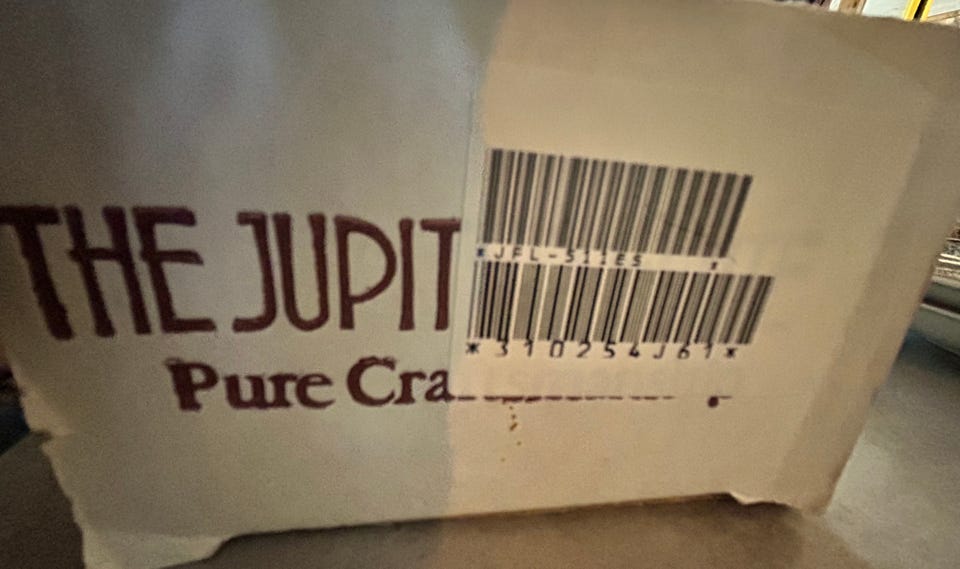 THE JUPIT
Pure Cra
*310254J61*